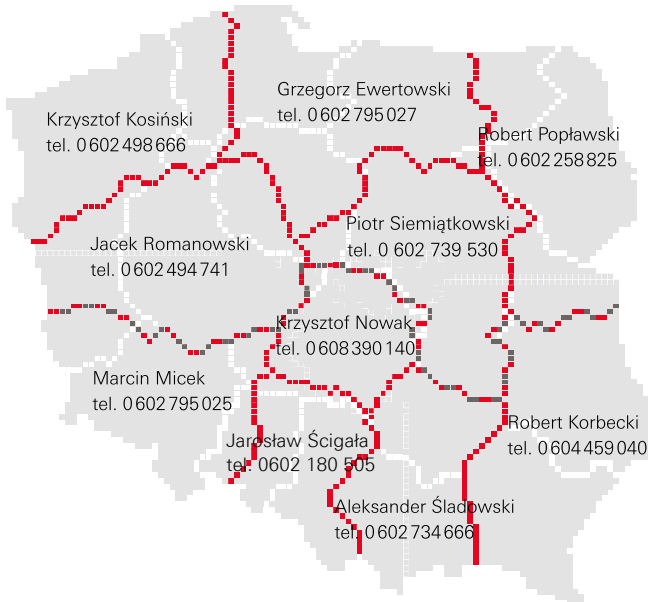 Grzegorz Ewertowski
tel. 0 602 795 027
Krzysztof Kosiński
tel. 0 602 498 666
Robert Popławski
tel. 0 602 258 825
Piotr Siemiątkowski
tel. 0 602 739 530
Jacek Romanowski
tel. 0 602 494 741
Krzysztof Nowak
tel. 0 608 390 140
Marcin Micek
tel. 0 602 795 025
Robert Korbecki
tel. 0 604 459 040
Jarosław Ścigała
tel. 0602 180 505
Aleksander Śladowski
tel. 0 602 734 666